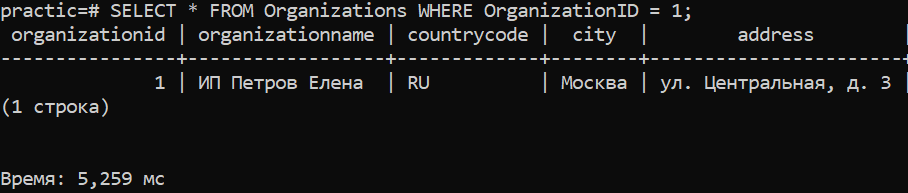 practic=# SELECT * FROM Organizations WHERE OrganizationID = 1;
 organizationid | organizationname | countrycode |  city  |        address        |
----------------+------------------+-------------+--------+-----------------------+
              1 | ИП Петров Елена  | RU          | Москва | ул. Центральная, д. 3 |
(1 строка)
Время: 5,259 мс